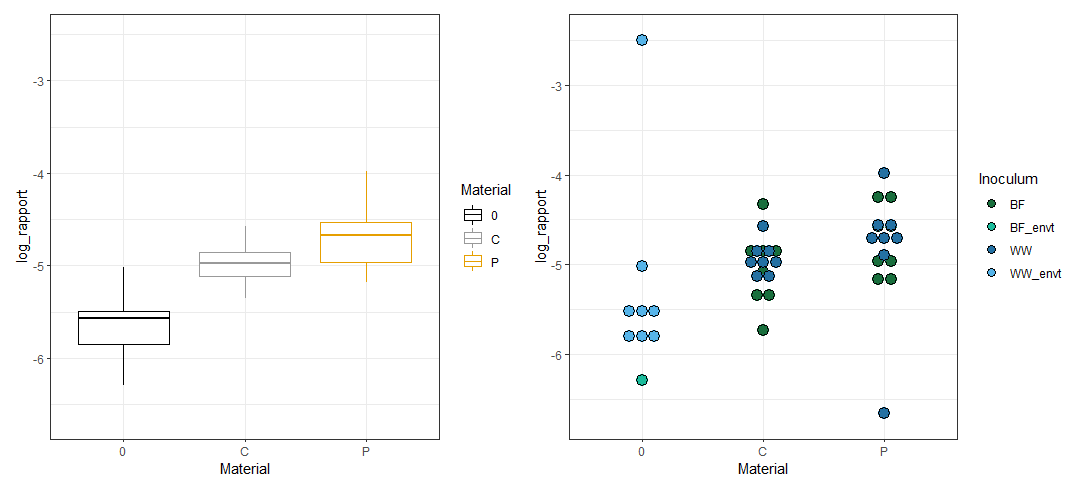 -3
-4
-5
-6
log_rapport
0
C
P
Material
Material
0
C
P
-3
-4
-5
-6
log_rapport
0
C
P
Material
Inoculum
BF
BF_envt
WW
WW_envt